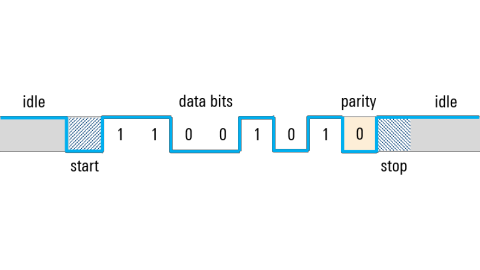 idle data bits parity idle
1 1 0 0 1 0 1 0
start stop